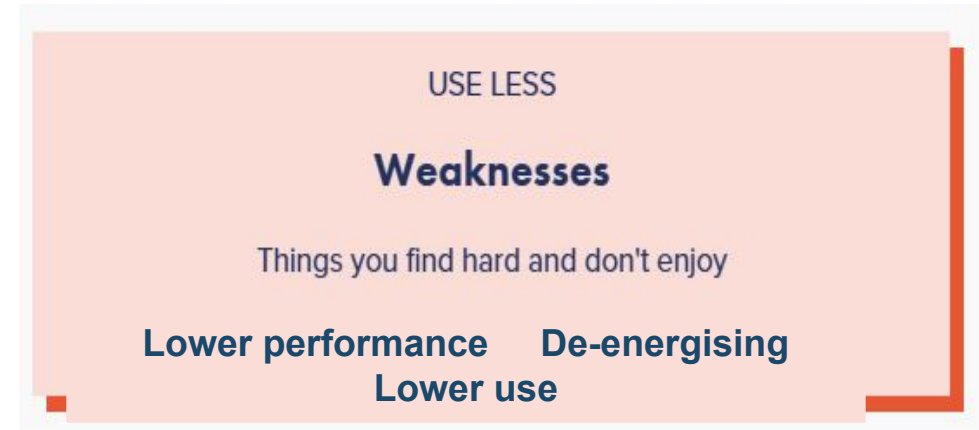 USE LESS
Weaknesses
Things you find hard and don't enjoy
Lower performance De-energising
Lower use